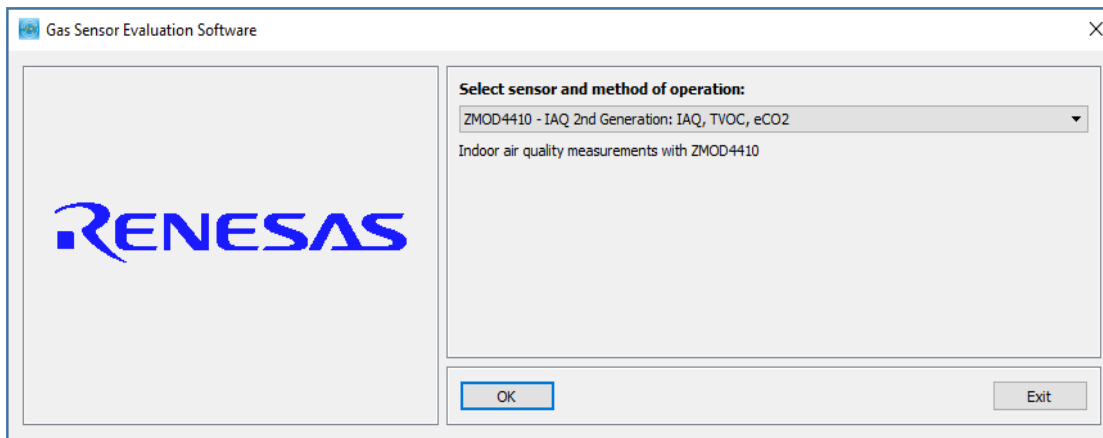 Gas Sensor Evaluation Software
RENESAS
Select sensor and method of operation:
ZMOD4410 - IAQ 2nd Generation: IAQ, TVOC, eCO2
Indoor air quality measurements with ZMOD4410
OK
Exit